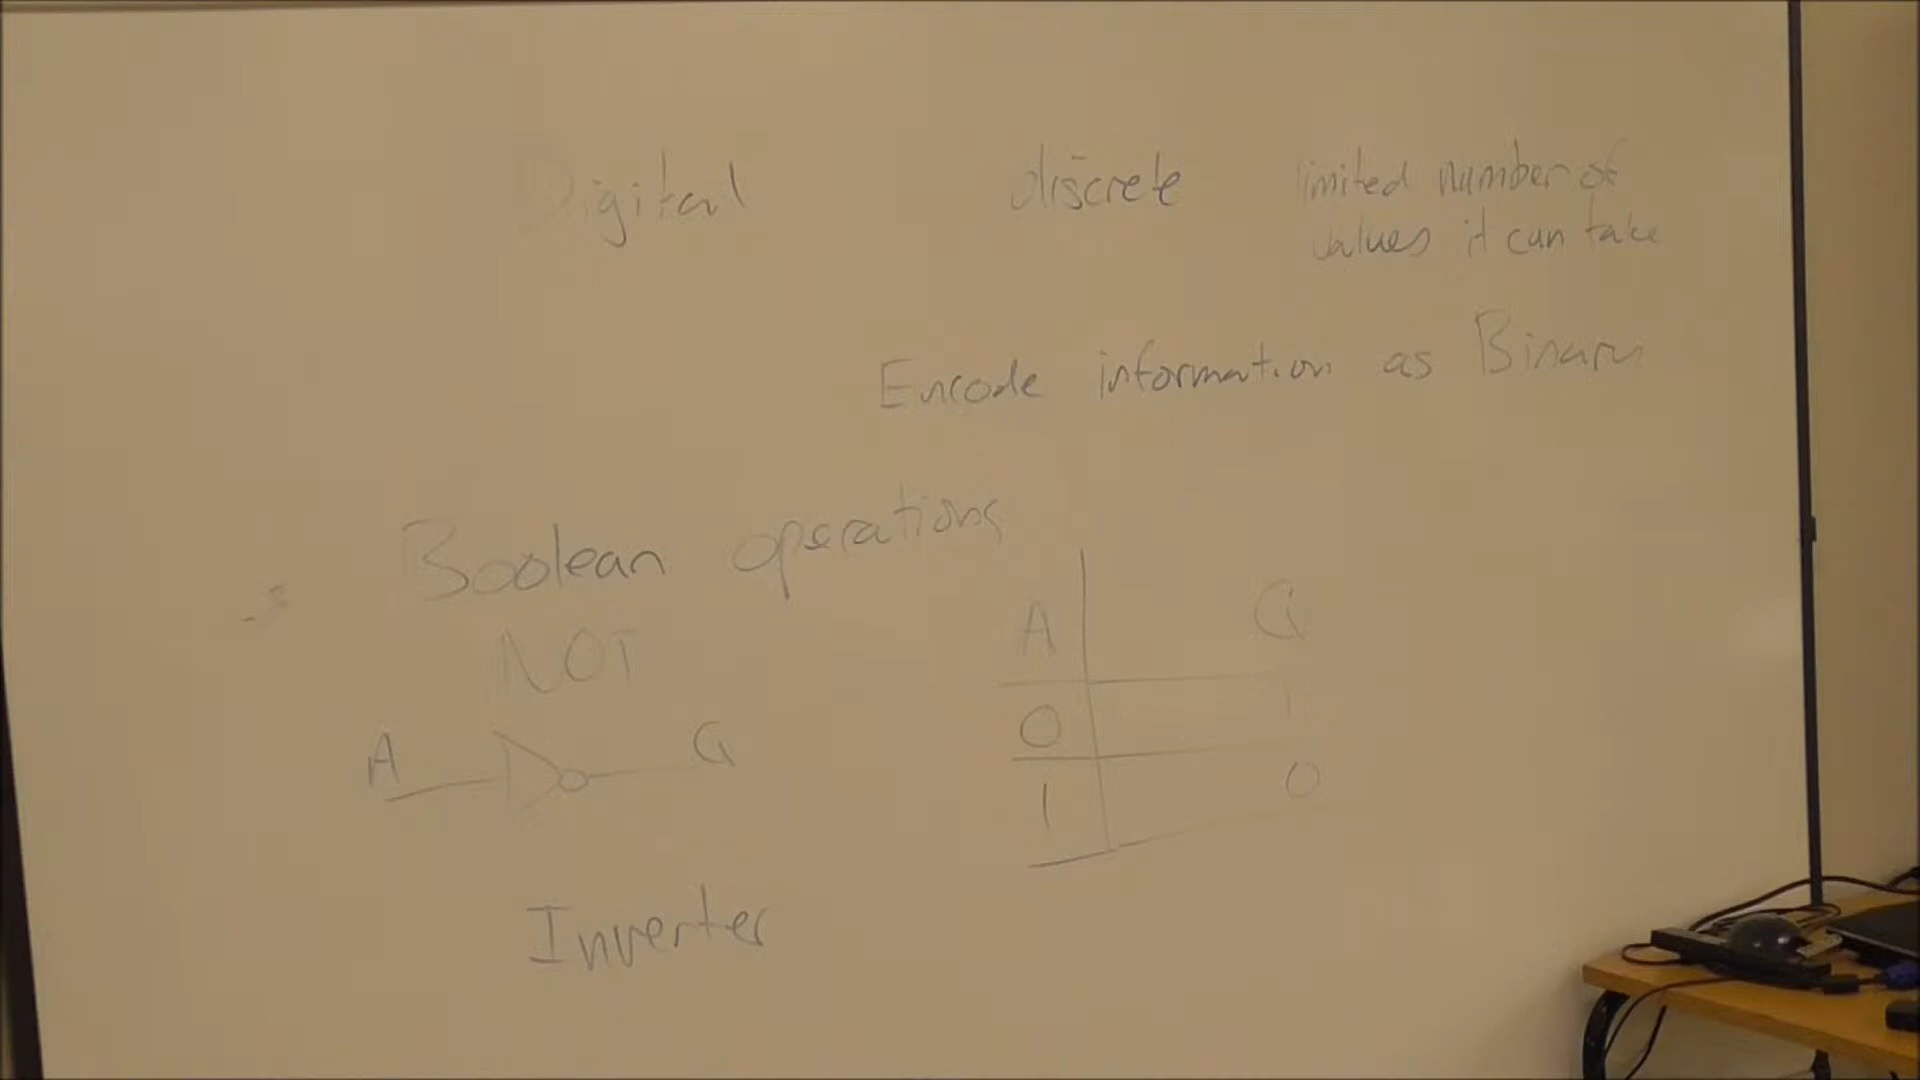 Digital discrete limited number of
values it can take
Encode information as Binary
Boolean operations
NOT
A Q
A Q
0 1
1 0
Inverter